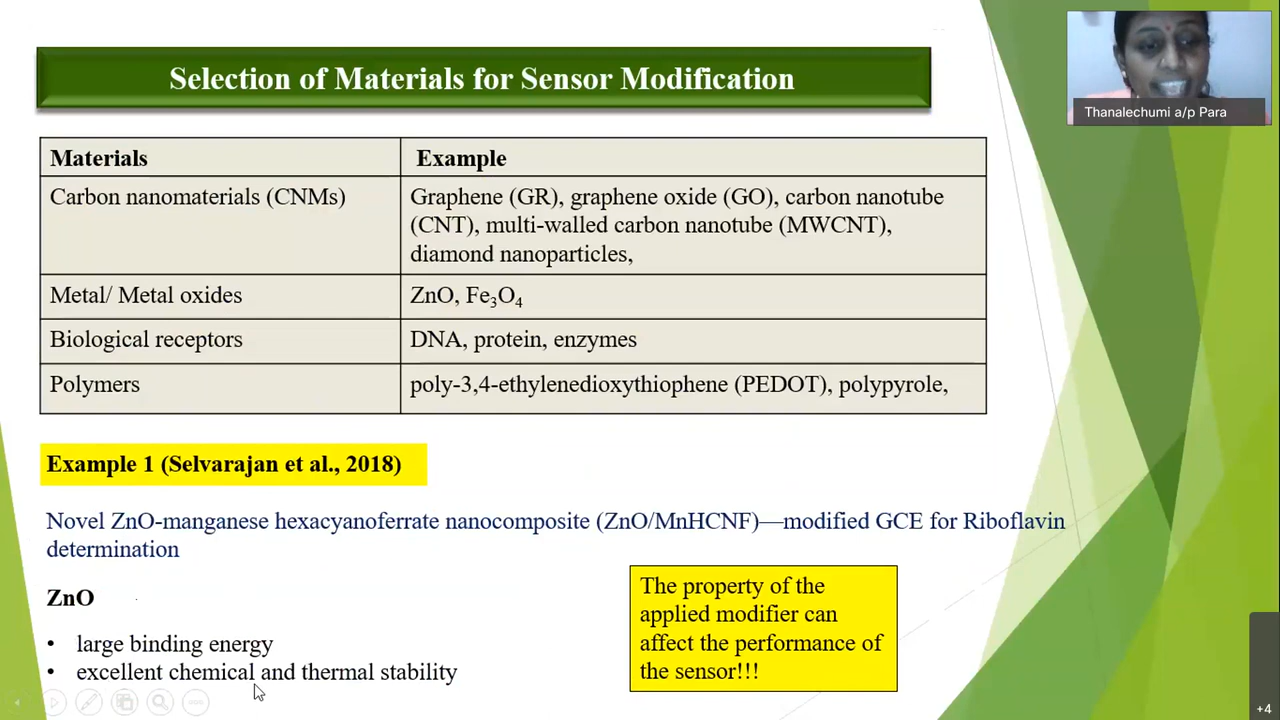 Selection of Materials for Sensor Modification
Thanalechumi a/p Para
Materials
Example
Carbon nanomaterials (CNMs)
Graphene (GR), graphene oxide (GO), carbon nanotube
(CNT), multi-walled carbon nanotube (MWCNT),
diamond nanoparticles,
Metal/ Metal oxides
ZnO, Fe₃O₄
Biological receptors
DNA, protein, enzymes
Polymers
poly-3,4-ethylenedioxythiophene (PEDOT), polypyrole,
Example 1 (Selvarajan et al., 2018)
Novel ZnO-manganese hexacyanoferrate nanocomposite (ZnO/MnHCNF)—modified GCE for Riboflavin
determination
ZnO
• large binding energy
• excellent chemical and thermal stability
The property of the
applied modifier can
affect the performance of
the sensor!!!
+4